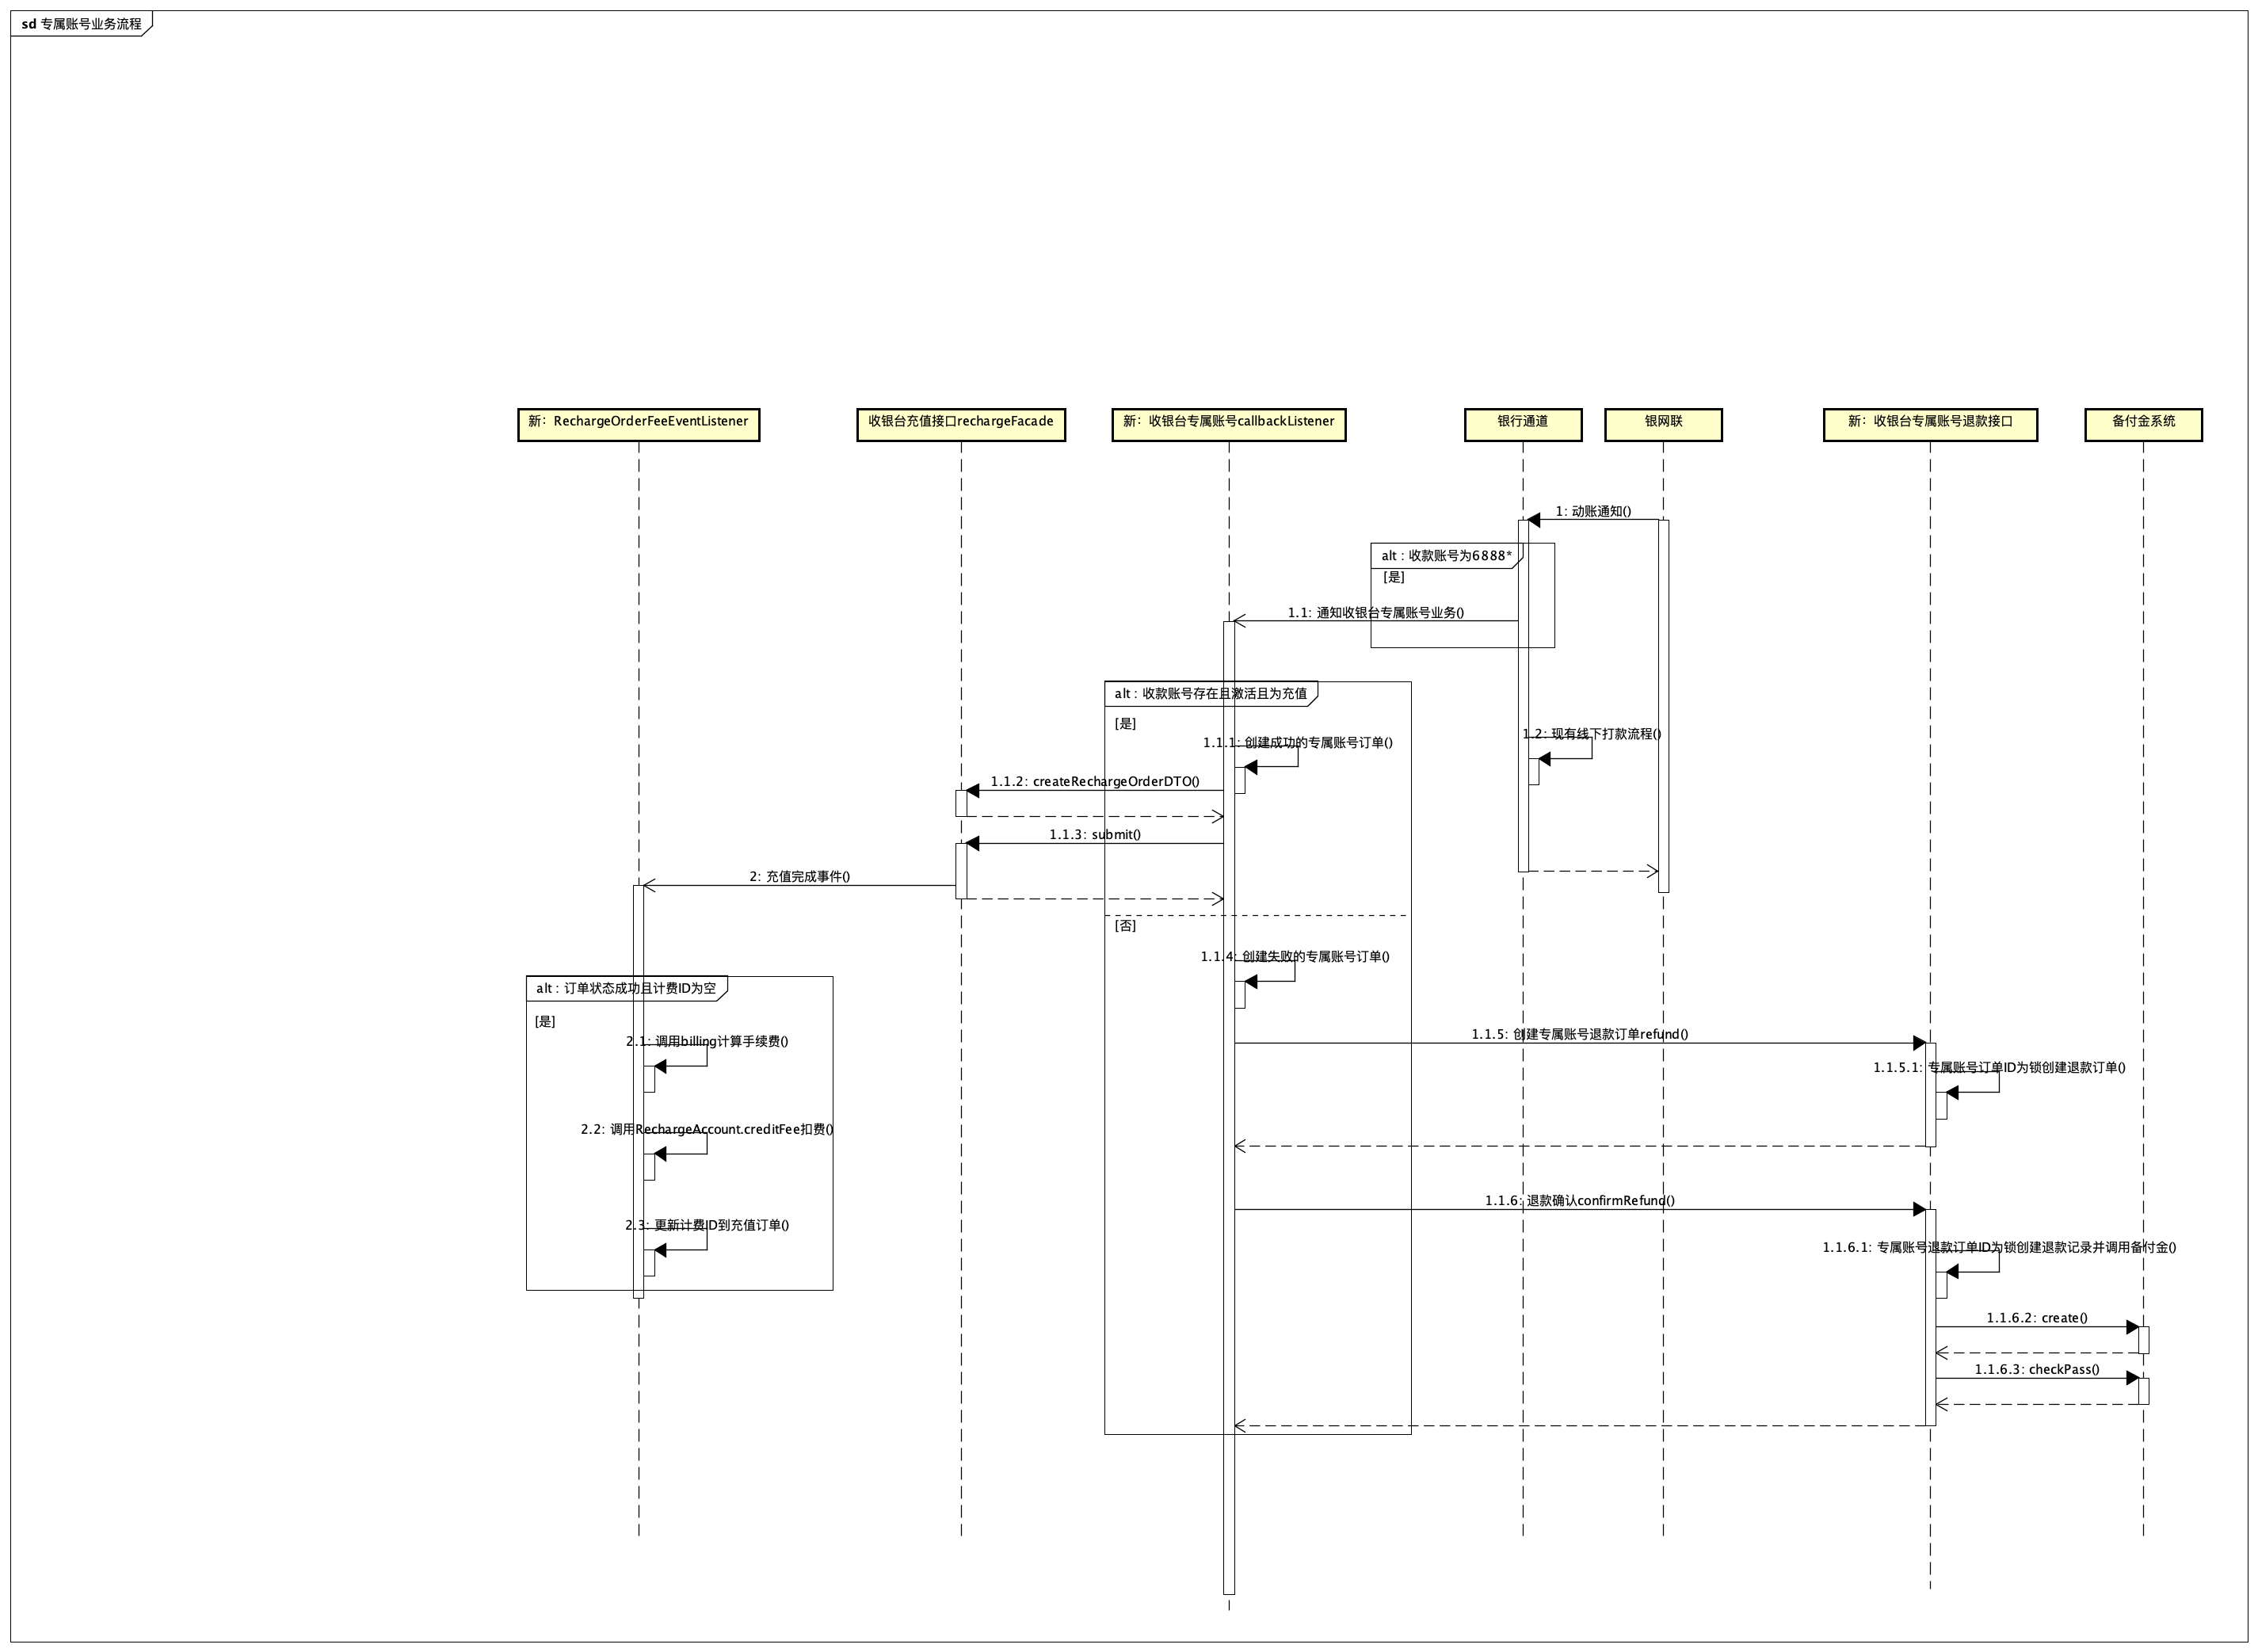 sd 专属账号业务流程
新：RechargeOrderFeeEventListener
收银台充值接口rechargeFacade
新：收银台专属账号callbackListener
银行通道
银网联
新：收银台专属账号退款接口
备付金系统
1: 动账通知()
alt : 收款账号为6888*
[是]
1.1: 通知收银台专属账号业务()
alt : 收款账号存在且激活且为充值
[是]
1.2: 现有线下打款流程()
1.1.1: 创建成功的专属账号订单()
1.1.2: createRechargeOrderDTO()
1.1.3: submit()
2: 充值完成事件()
[否]
1.1.4: 创建失败的专属账号订单()
alt : 订单状态成功且计费ID为空
[是]
1.1.5: 创建专属账号退款订单refund()
2.1: 调用billing计算手续费()
1.1.5.1: 专属账号订单ID为锁创建退款订单()
2.2: 调用RechargeAccount.creditFee扣费()
1.1.6: 退款确认confirmRefund()
2.3: 更新计费ID到充值订单()
1.1.6.1: 专属账号退款订单ID为锁创建退款记录并调用备付金()
1.1.6.2: create()
1.1.6.3: checkPass()